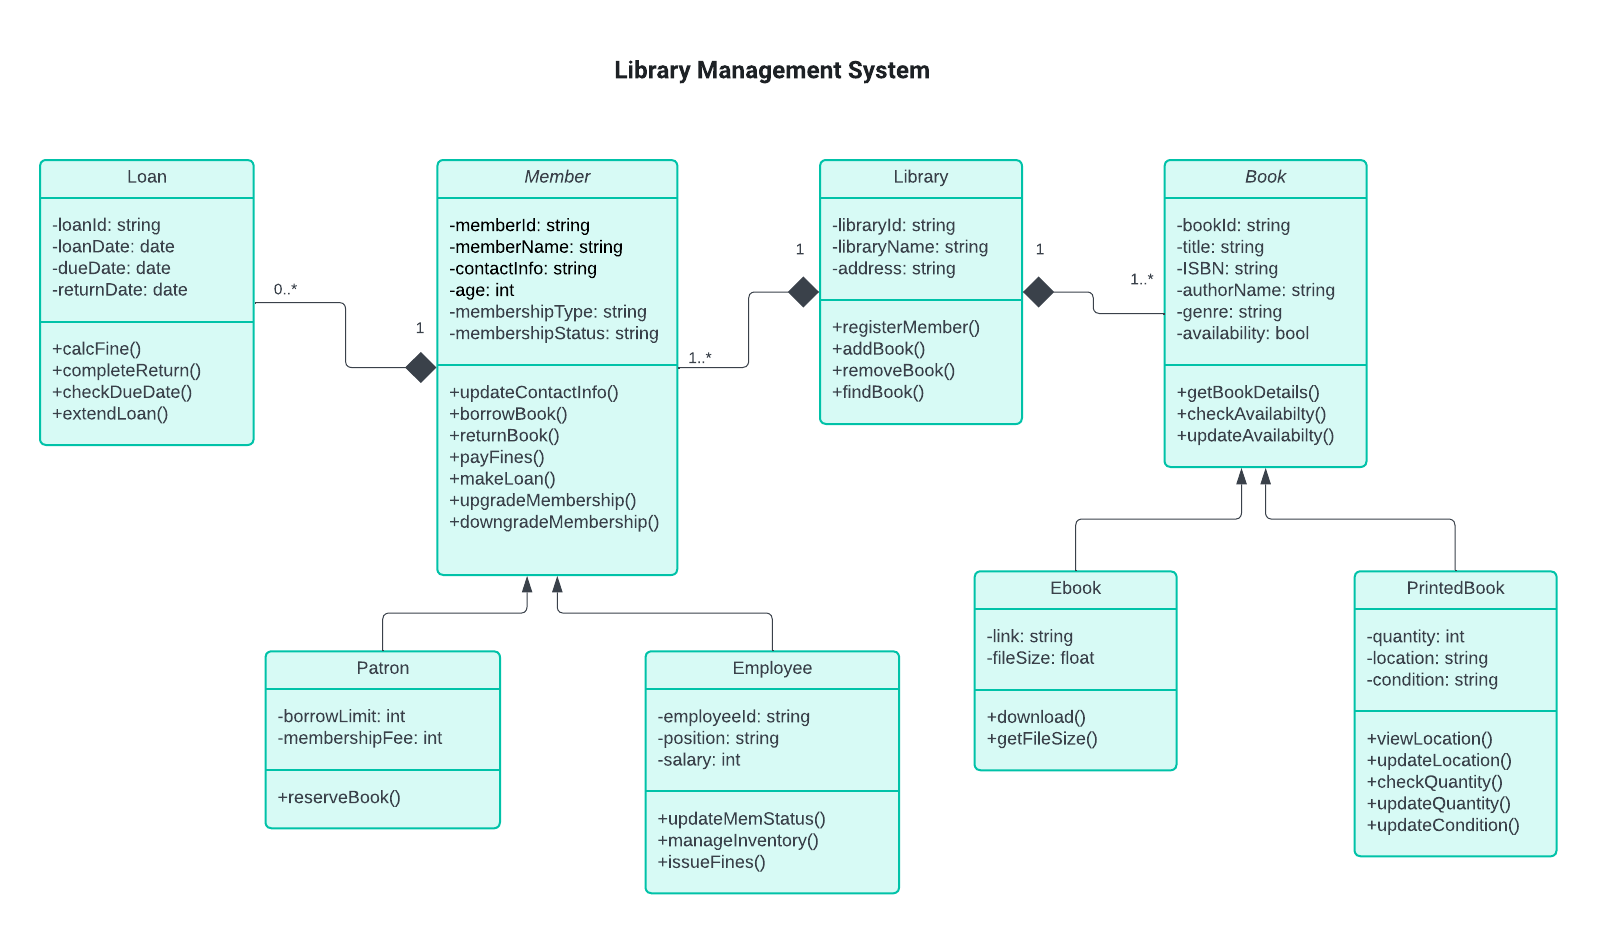 Library Management System
Loan
-loanId: string
-loanDate: date
-dueDate: date
-returnDate: date
+calcFine()
+completeReturn()
+checkDueDate()
+extendLoan()
0..*
1
Member
-memberId: string
-memberName: string
-contactInfo: string
-age: int
-membershipType: string
-membershipStatus: string
+updateContactInfo()
+borrowBook()
+returnBook()
+payFines()
+makeLoan()
+upgradeMembership()
+downgradeMembership()
1..*
1
Library
-libraryId: string
-libraryName: string
-address: string
+registerMember()
+addBook()
+removeBook()
+findBook()
1
1..*
Book
-bookId: string
-title: string
-ISBN: string
-authorName: string
-genre: string
-availability: bool
+getBookDetails()
+checkAvailabilty()
+updateAvailabilty()
Patron
-borrowLimit: int
-membershipFee: int
+reserveBook()
Employee
-employeeId: string
-position: string
-salary: int
+updateMemStatus()
+manageInventory()
+issueFines()
Ebook
-link: string
-fileSize: float
+download()
+getFileSize()
PrintedBook
-quantity: int
-location: string
-condition: string
+viewLocation()
+updateLocation()
+checkQuantity()
+updateQuantity()
+updateCondition()